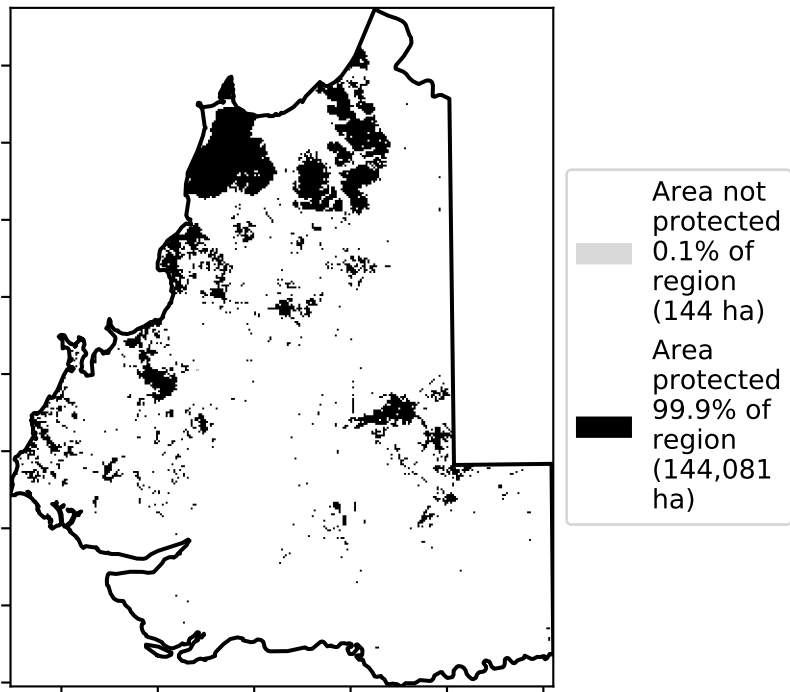 Area not
protected
0.1% of
region
(144 ha)
Area
protected
99.9% of
region
(144,081
ha)